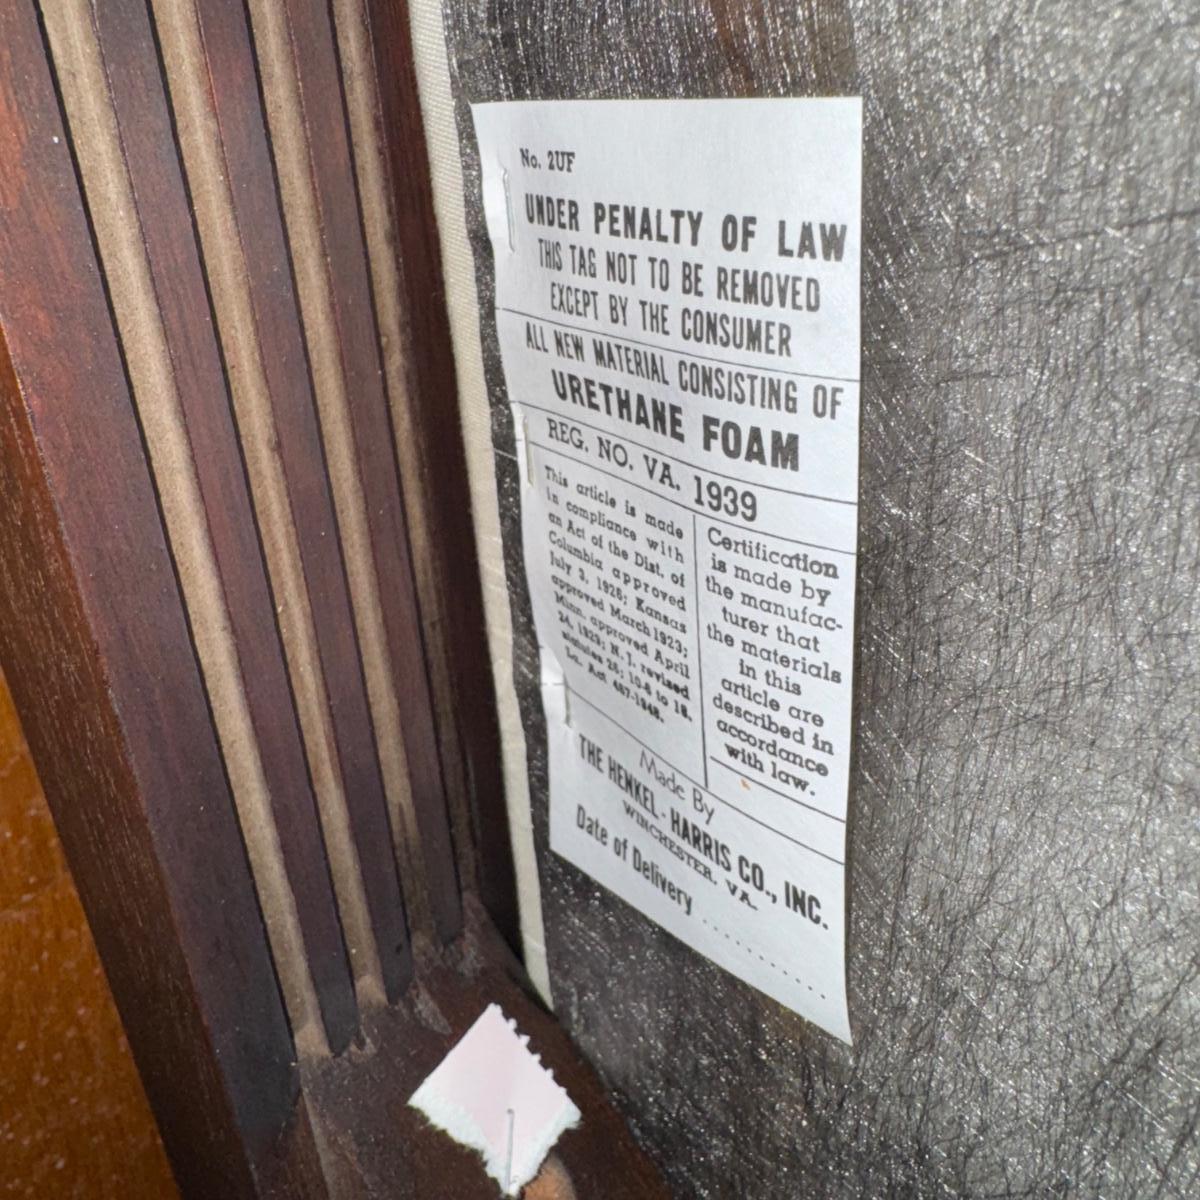 No. 2UF
UNDER PENALTY OF LAW
THIS TAG NOT TO BE REMOVED
EXCEPT BY THE CONSUMER
ALL NEW MATERIAL CONSISTING OF
URETHANE FOAM
REG. NO. VA. 1939
This article is made
in compliance with
an Act of the Dist. of
Columbia approved
July 3, 1926; Kansas
approved March 1923;
Minn. approved April
24, 1923; N. J. revised
statutes 26; 10-6 to 18.
La. Act 467-1948.
Certification
is made by
the manufac-
turer that
the materials
in this
article are
described in
accordance
with law.
Made By
THE HENKEL-HARRIS CO., INC.
WINCHESTER, VA.
Date of Delivery ..........